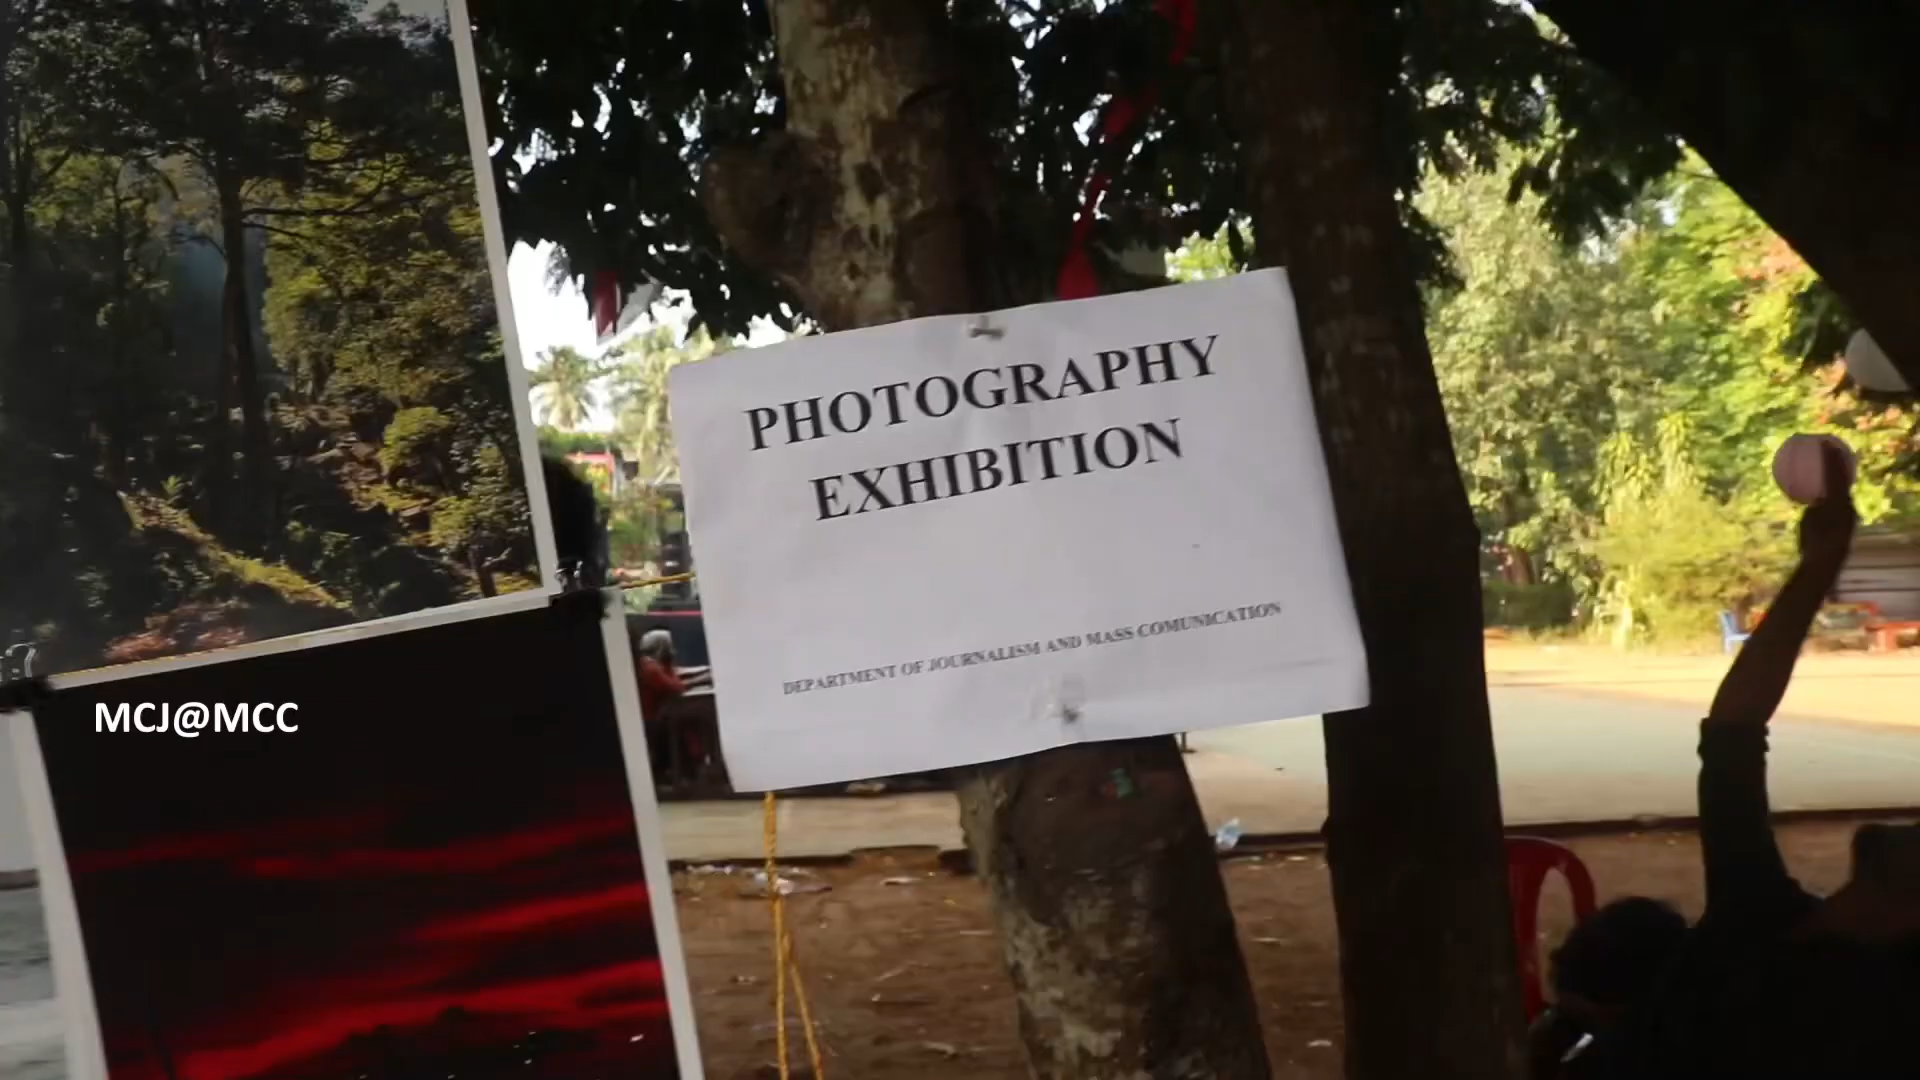 PHOTOGRAPHY
EXHIBITION
DEPARTMENT OF JOURNALISM AND MASS COMUNICATION
MCJ@MCC